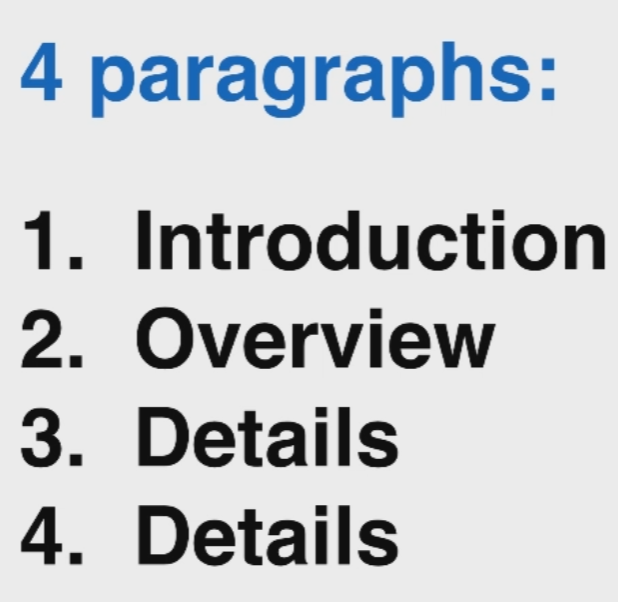 4 paragraphs:
1. Introduction
2. Overview
3. Details
4. Details